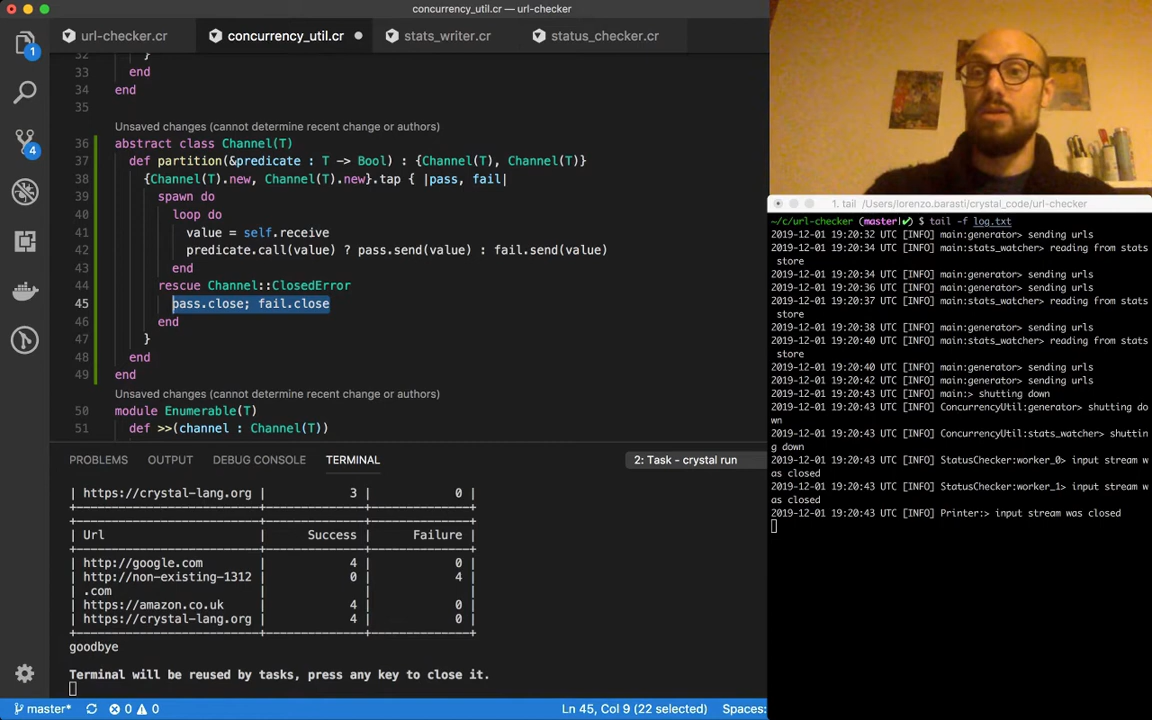 concurrency_util.cr — url-checker
url-checker.cr
concurrency_util.cr
stats_writer.cr
status_checker.cr
1
4
33 end
34 end
35
Unsaved changes (cannot determine recent change or authors)
36 abstract class Channel(T)
37 def partition(&predicate : T -> Bool) : {Channel(T), Channel(T)}
38 {Channel(T).new, Channel(T).new}.tap { |pass, fail|
39 spawn do
40 loop do
41 value = self.receive
42 predicate.call(value) ? pass.send(value) : fail.send(value)
43 end
44 rescue Channel::ClosedError
45 pass.close; fail.close
46 end
47 }
48 end
49 end
Unsaved changes (cannot determine recent change or authors)
50 module Enumerable(T)
51 def >>(channel : Channel(T))
PROBLEMS OUTPUT DEBUG CONSOLE TERMINAL
2: Task - crystal run
| https://crystal-lang.org | 3 | 0 |
| Url | Success | Failure |
| http://google.com | 4 | 0 |
| http://non-existing-1312 | 0 | 4 |
| .com | | |
| https://amazon.co.uk | 4 | 0 |
| https://crystal-lang.org | 4 | 0 |
goodbye
Terminal will be reused by tasks, press any key to close it.
master* 0 0
Ln 45, Col 9 (22 selected)
Spaces:
1. tail /Users/lorenzo.barasti/crystal_code/url-checker
~/c/url-checker (master|✔) $ tail -f log.txt
2019-12-01 19:20:32 UTC [INFO] main:generator> sending urls
2019-12-01 19:20:34 UTC [INFO] main:stats_watcher> reading from stats
store
2019-12-01 19:20:34 UTC [INFO] main:generator> sending urls
2019-12-01 19:20:36 UTC [INFO] main:generator> sending urls
2019-12-01 19:20:37 UTC [INFO] main:stats_watcher> reading from stats
store
2019-12-01 19:20:38 UTC [INFO] main:generator> sending urls
2019-12-01 19:20:40 UTC [INFO] main:stats_watcher> reading from stats
store
2019-12-01 19:20:40 UTC [INFO] main:generator> sending urls
2019-12-01 19:20:42 UTC [INFO] main:generator> sending urls
2019-12-01 19:20:43 UTC [INFO] main:> shutting down
2019-12-01 19:20:43 UTC [INFO] ConcurrencyUtil:generator> shutting do
wn
2019-12-01 19:20:43 UTC [INFO] ConcurrencyUtil:stats_watcher> shuttin
g down
2019-12-01 19:20:43 UTC [INFO] StatusChecker:worker_0> input stream w
as closed
2019-12-01 19:20:43 UTC [INFO] StatusChecker:worker_1> input stream w
as closed
2019-12-01 19:20:43 UTC [INFO] Printer:> input stream was closed